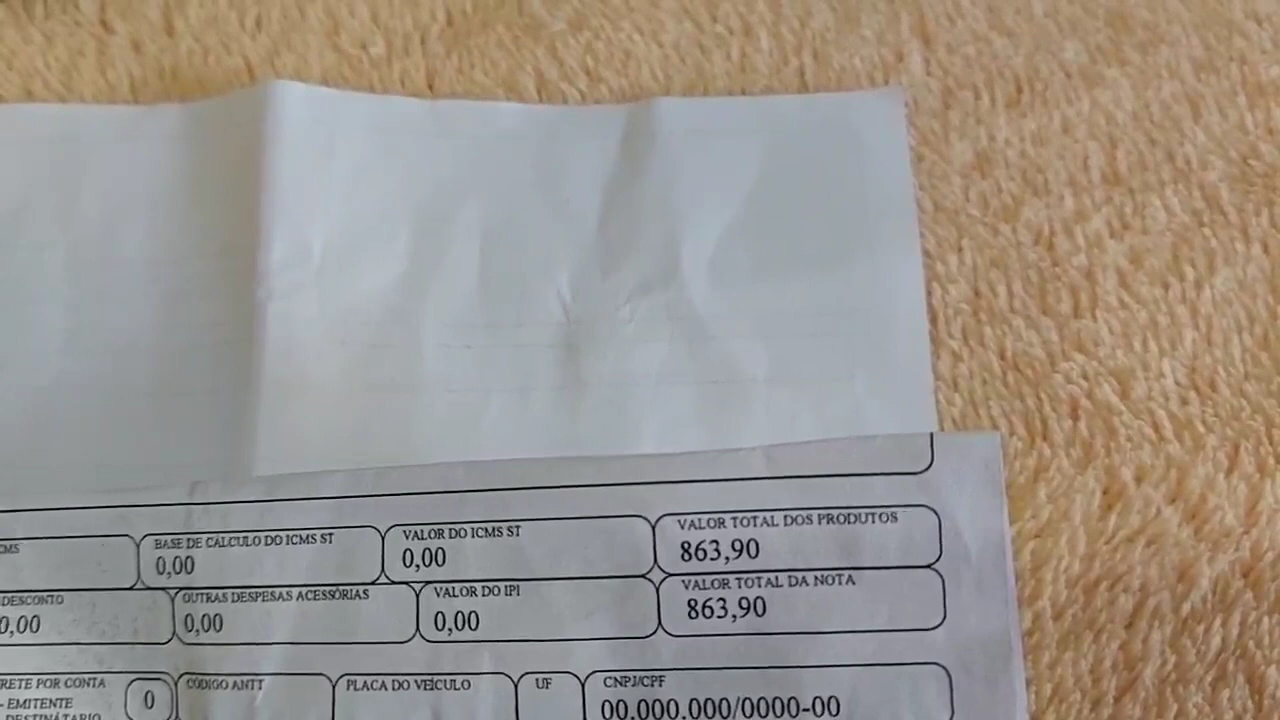 CMS BASE DE CÁLCULO DO ICMS ST VALOR DO ICMS ST VALOR TOTAL DOS PRODUTOS
0,00 0,00 863,90
DESCONTO OUTRAS DESPESAS ACESSÓRIAS VALOR DO IPI VALOR TOTAL DA NOTA
0,00 0,00 0,00 863,90
RETE POR CONTA CÓDIGO ANTT PLACA DO VEÍCULO UF CNPJ/CPF
- EMITENTE 0 00.000.000/0000-00
DESTINÁTARIO